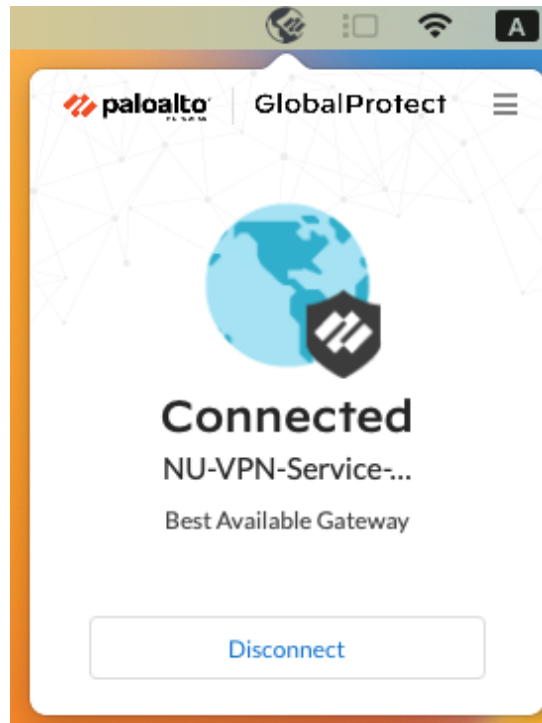 A
paloalto GlobalProtect
Connected
NU-VPN-Service-...
Best Available Gateway
Disconnect